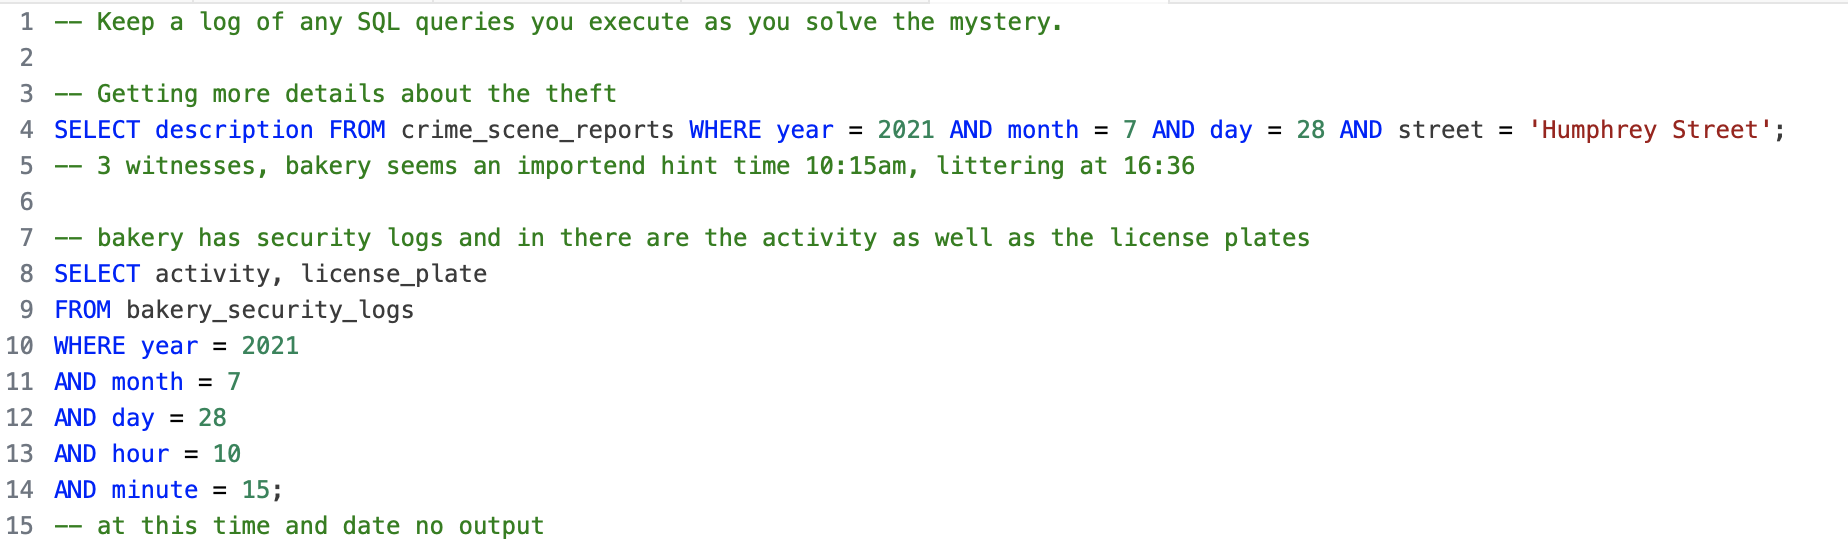 1 -- Keep a log of any SQL queries you execute as you solve the mystery.
2
3 -- Getting more details about the theft
4 SELECT description FROM crime_scene_reports WHERE year = 2021 AND month = 7 AND day = 28 AND street = 'Humphrey Street';
5 -- 3 witnesses, bakery seems an importend hint time 10:15am, littering at 16:36
6
7 -- bakery has security logs and in there are the activity as well as the license plates
8 SELECT activity, license_plate
9 FROM bakery_security_logs
10 WHERE year = 2021
11 AND month = 7
12 AND day = 28
13 AND hour = 10
14 AND minute = 15;
15 -- at this time and date no output